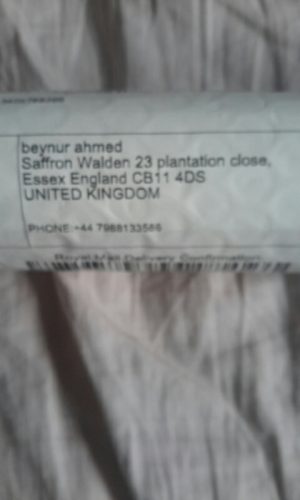 beynur ahmed
Saffron Walden 23 plantation close,
Essex England CB11 4DS
UNITED KINGDOM
PHONE:+44 7988133586
Royal Mail Delivery Confirmation